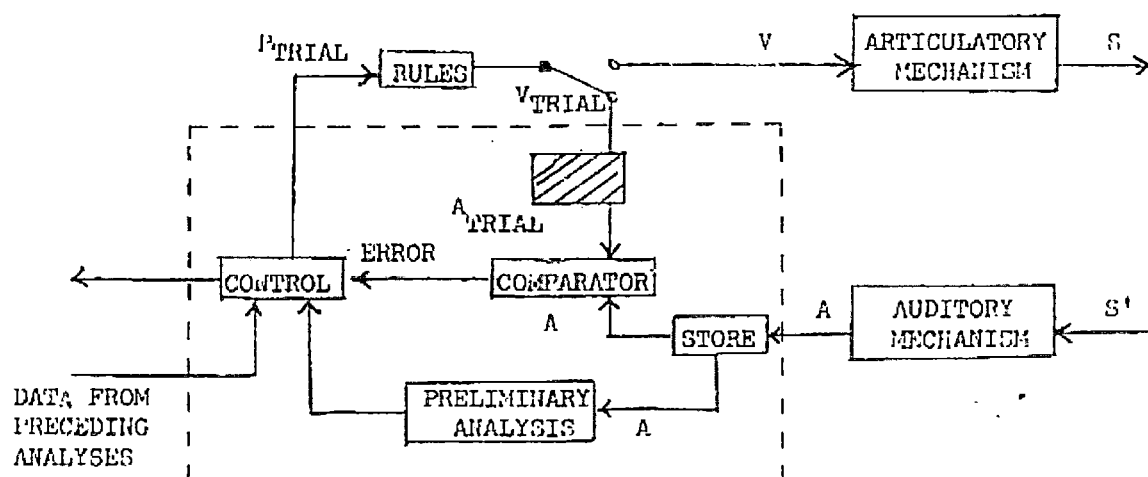 P TRIAL
RULES
V TRIAL
V
ARTICULATORY
MECHANISM
S
A TRIAL
ERROR
CONTROL
COMPARATOR
A
STORE
A
AUDITORY
MECHANISM
S'
DATA FROM
PRECEDING
ANALYSES
PRELIMINARY
ANALYSIS
A